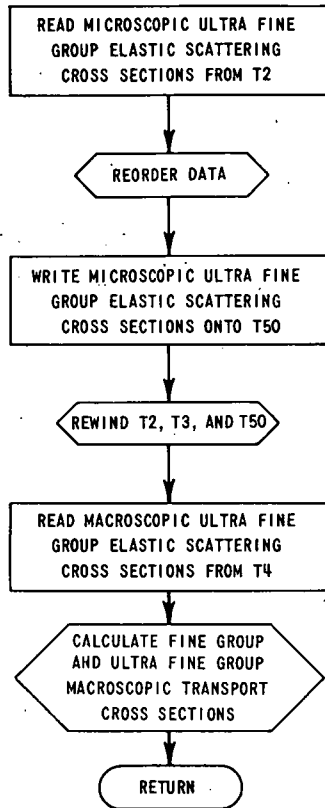 READ MICROSCOPIC ULTRA FINE
GROUP ELASTIC SCATTERING
CROSS SECTIONS FROM T2
REORDER DATA
WRITE MICROSCOPIC ULTRA FINE
GROUP ELASTIC SCATTERING
CROSS SECTIONS ONTO T50
REWIND T2, T3, AND T50
READ MACROSCOPIC ULTRA FINE
GROUP ELASTIC SCATTERING
CROSS SECTIONS FROM T4
CALCULATE FINE GROUP
AND ULTRA FINE GROUP
MACROSCOPIC TRANSPORT
CROSS SECTIONS
RETURN